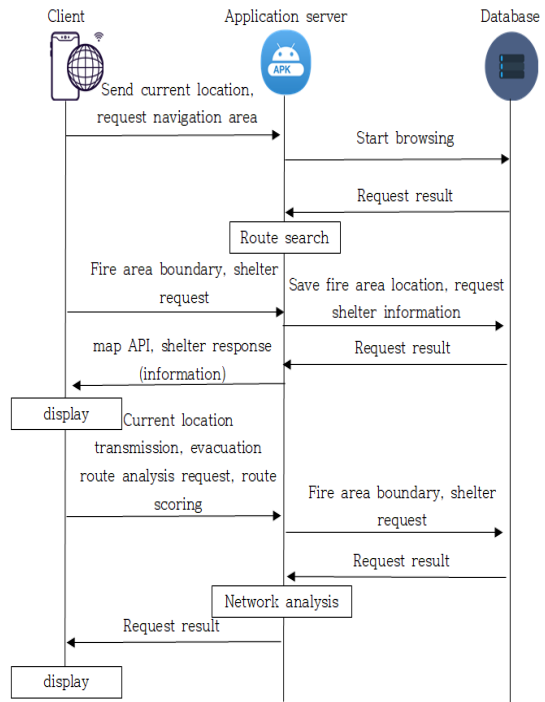 Client
Application server
Database
APK
Send current location,
request navigation area
Start browsing
Request result
Route search
Fire area boundary, shelter
request
Save fire area location, request
shelter information
Request result
map API, shelter response
(information)
display
Current location
transmission, evacuation
route analysis request, route
scoring
Fire area boundary, shelter
request
Request result
Network analysis
Request result
display